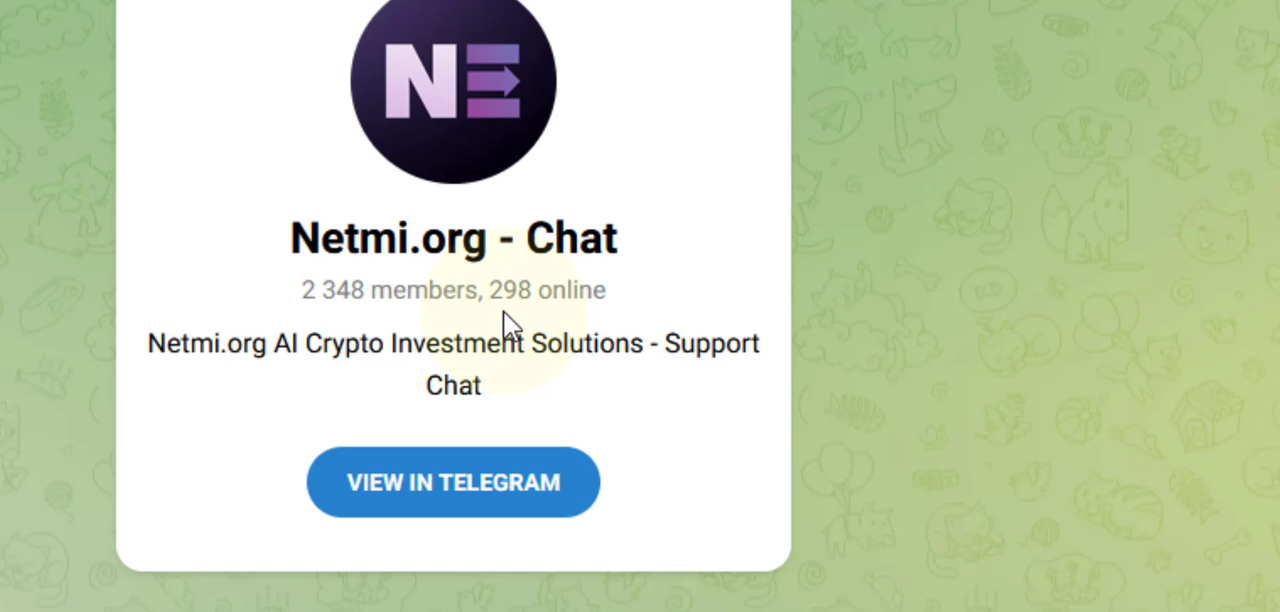 NE
Netmi.org - Chat
2 348 members, 298 online
Netmi.org AI Crypto Investment Solutions - Support
Chat
VIEW IN TELEGRAM